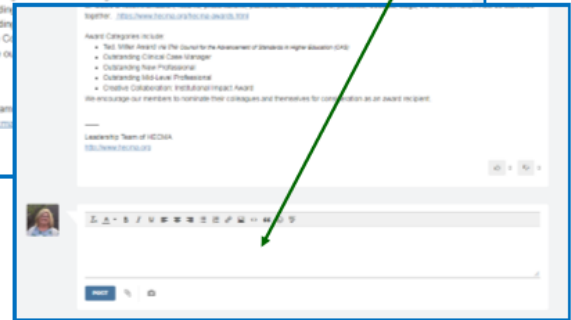 together. https://www.hecma.org/hecma-awards.html
Award Categories include:
Ted Miller Award via the Council for the Advancement of Standards in Higher Education (CAS)
Outstanding Clinical Case Manager
Outstanding New Professional
Outstanding Mid-Level Professional
Creative Collaboration: Institutional Impact Award
We encourage our members to nominate their colleagues and themselves for consideration as an award recipient
Leadership Team of HECMA
http://www.hecma.org
POST